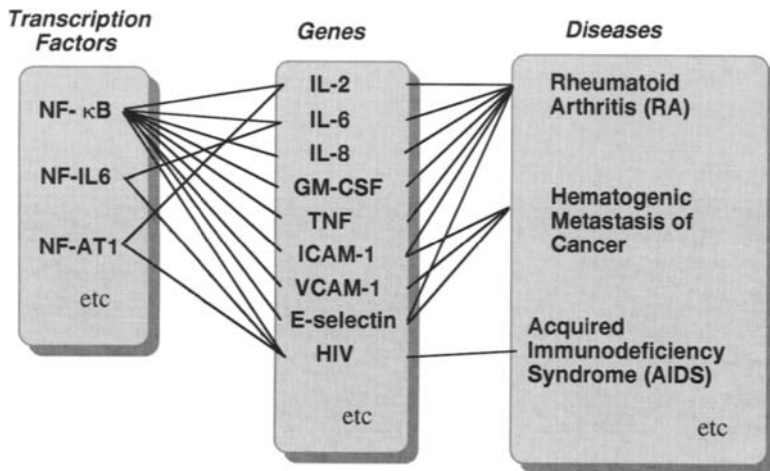 Transcription
Factors
NF- κB
NF-IL6
NF-AT1
etc
Genes
IL-2
IL-6
IL-8
GM-CSF
TNF
ICAM-1
VCAM-1
E-selectin
HIV
etc
Diseases
Rheumatoid
Arthritis (RA)
Hematogenic
Metastasis of
Cancer
Acquired
Immunodeficiency
Syndrome (AIDS)
etc